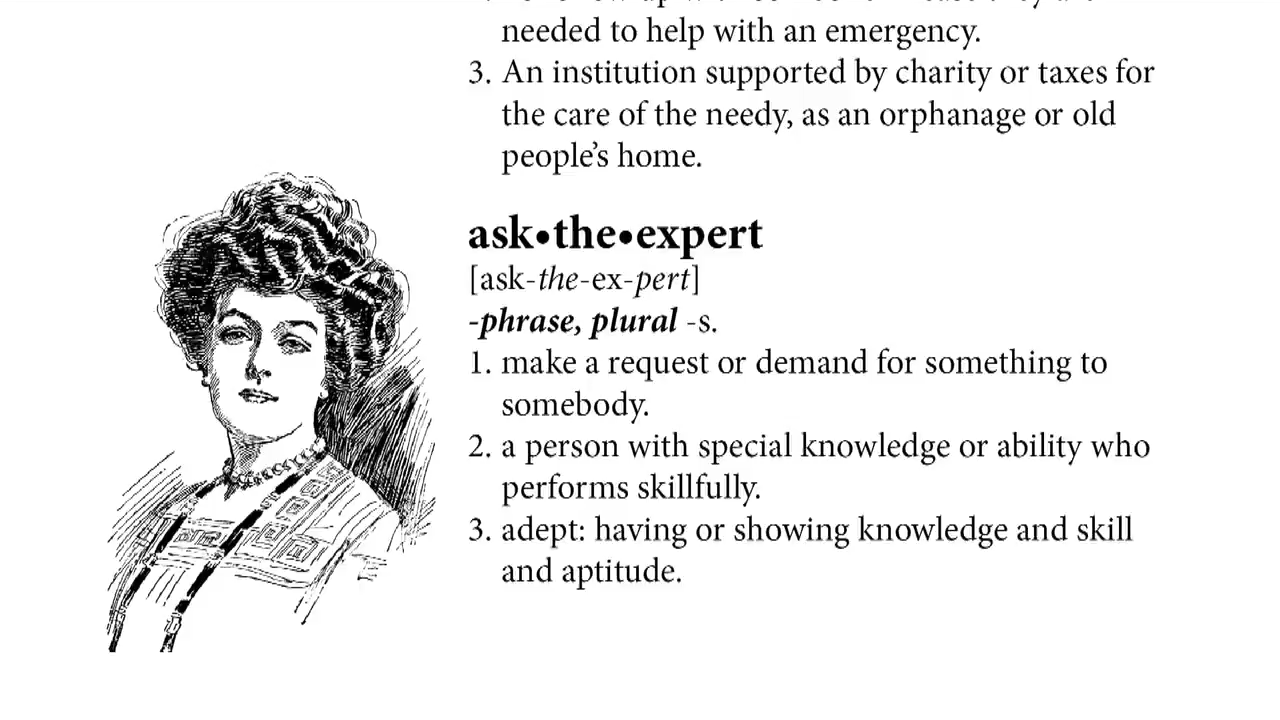 needed to help with an emergency.
3. An institution supported by charity or taxes for
the care of the needy, as an orphanage or old
people’s home.
ask•the•expert
[ask-the-ex-pert]
-phrase, plural -s.
1. make a request or demand for something to
somebody.
2. a person with special knowledge or ability who
performs skillfully.
3. adept: having or showing knowledge and skill
and aptitude.